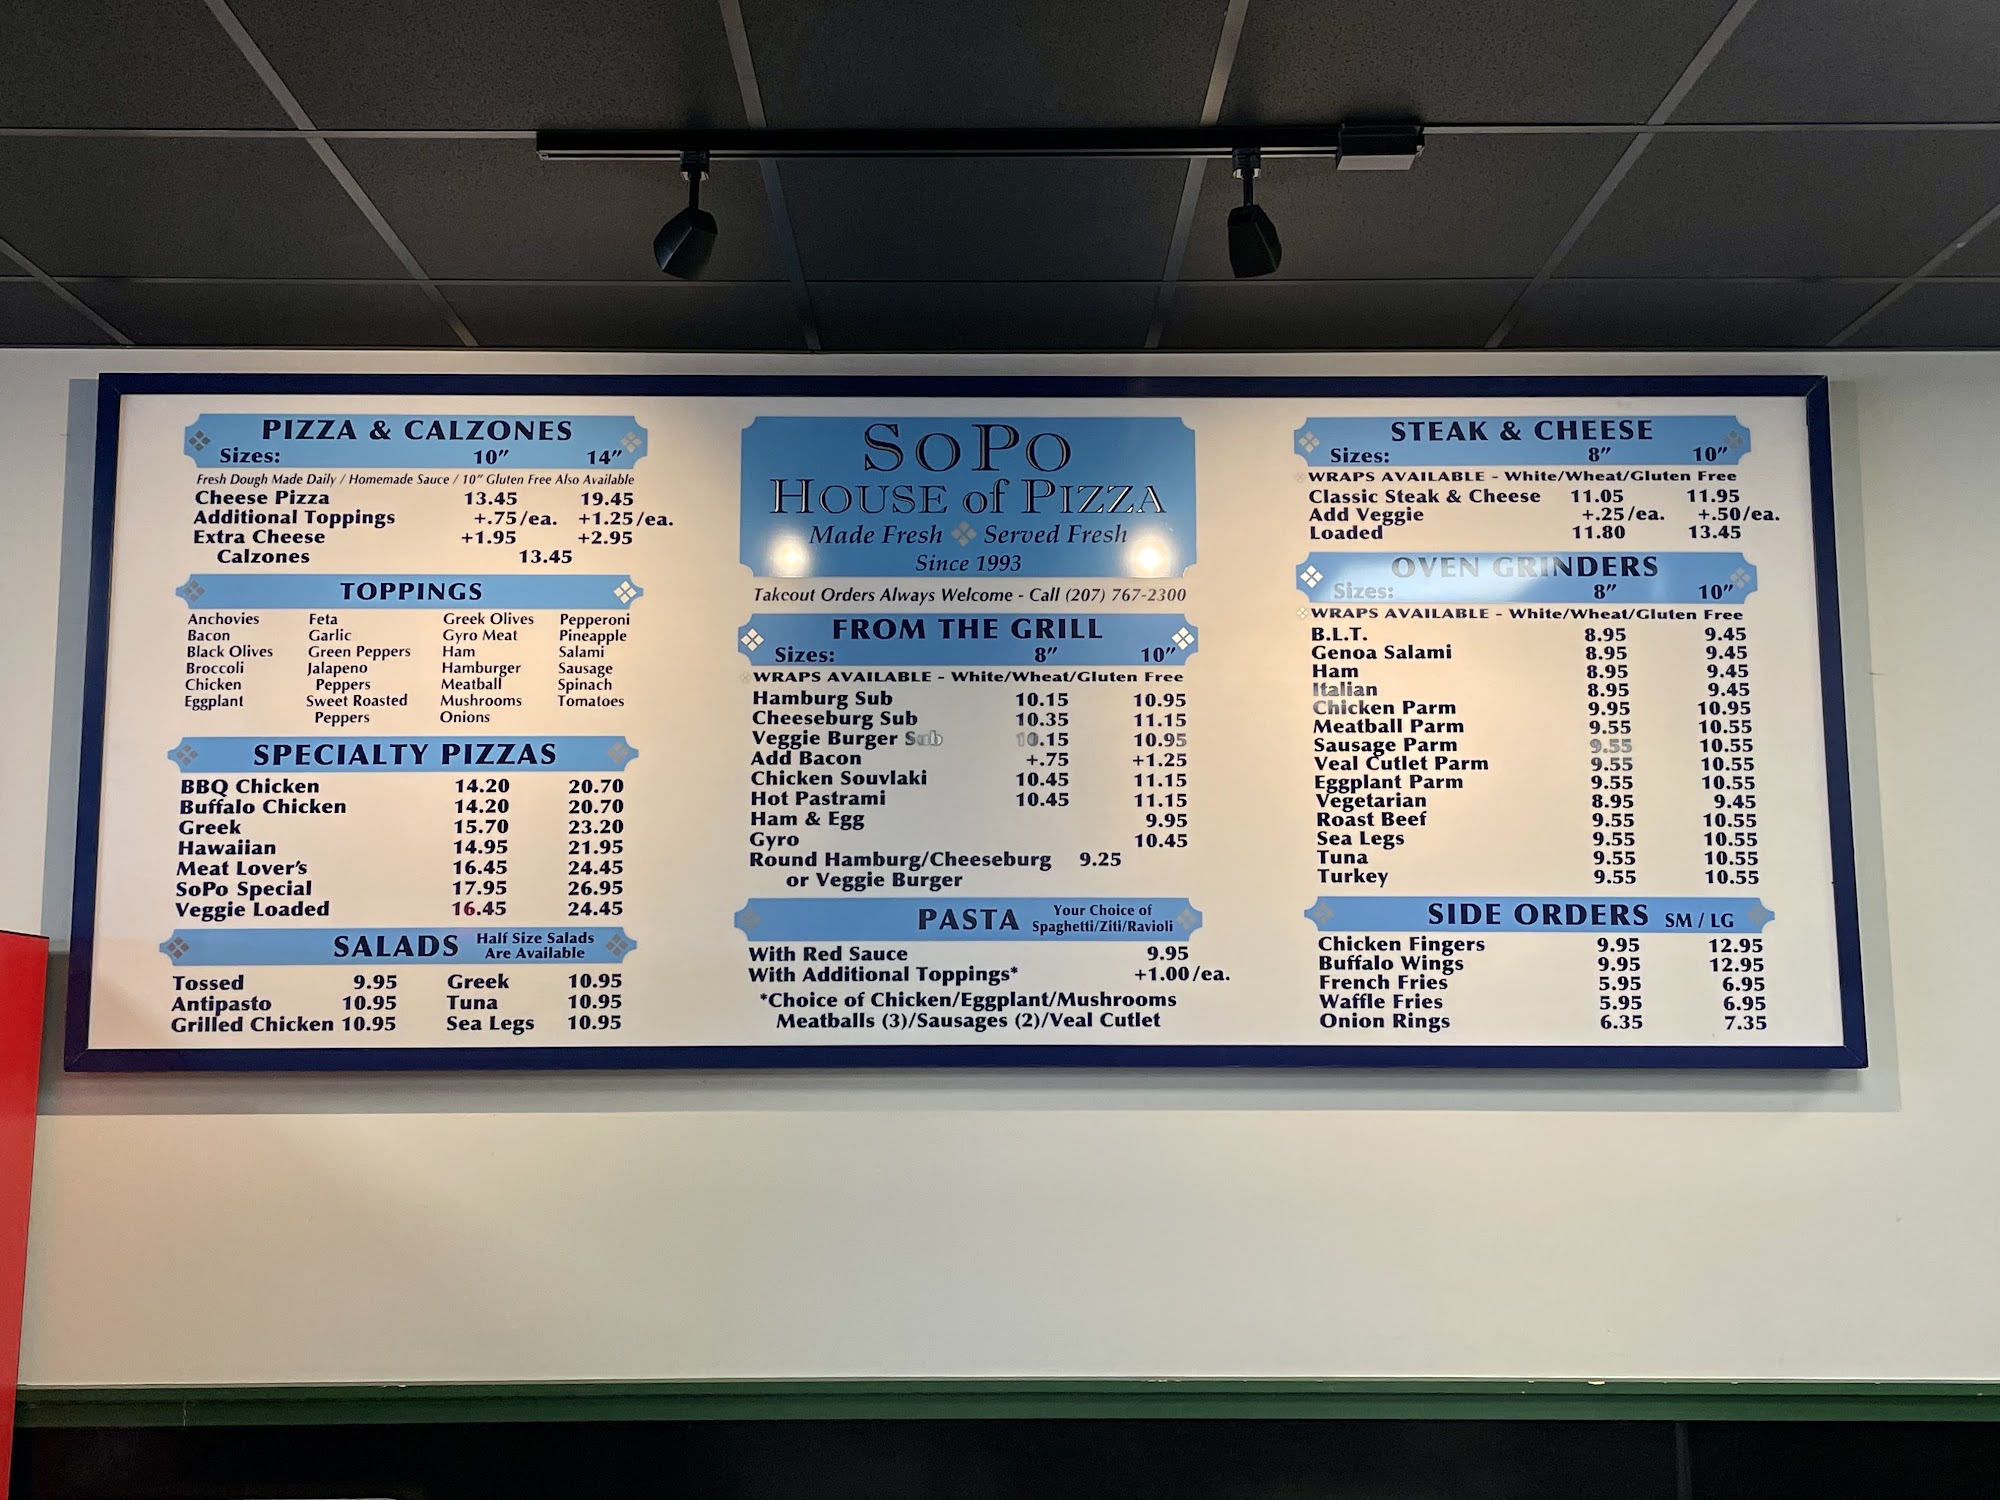 PIZZA & CALZONES
Sizes: 10″ 14″
Fresh Dough Made Daily / Homemade Sauce / 10″ Gluten Free Also Available
Cheese Pizza 13.45 19.45
Additional Toppings +.75/ea. +1.25/ea.
Extra Cheese +1.95 +2.95
Calzones 13.45
TOPPINGS
Anchovies Feta Greek Olives Pepperoni
Bacon Garlic Gyro Meat Pineapple
Black Olives Green Peppers Ham Salami
Broccoli Jalapeno Hamburger Sausage
Chicken Peppers Meatball Spinach
Eggplant Sweet Roasted Mushrooms Tomatoes
Peppers Onions
SPECIALTY PIZZAS
BBQ Chicken 14.20 20.70
Buffalo Chicken 14.20 20.70
Greek 15.70 23.20
Hawaiian 14.95 21.95
Meat Lover's 16.45 24.45
SoPo Special 17.95 26.95
Veggie Loaded 16.45 24.45
SALADS Half Size Salads
Are Available
Tossed 9.95 Greek 10.95
Antipasto 10.95 Tuna 10.95
Grilled Chicken 10.95 Sea Legs 10.95
SoPo
HOUSE of PIZZA
Made Fresh Served Fresh
Since 1993
Takeout Orders Always Welcome - Call (207) 767-2300
FROM THE GRILL
Sizes: 8″ 10″
WRAPS AVAILABLE - White/Wheat/Gluten Free
Hamburg Sub 10.15 10.95
Cheeseburg Sub 10.35 11.15
Veggie Burger Sub 10.15 10.95
Add Bacon +.75 +1.25
Chicken Souvlaki 10.45 11.15
Hot Pastrami 10.45 11.15
Ham & Egg 9.95
Gyro 10.45
Round Hamburg/Cheeseburg 9.25
or Veggie Burger
PASTA Your Choice of
Spaghetti/Ziti/Ravioli
With Red Sauce 9.95
With Additional Toppings* +1.00/ea.
*Choice of Chicken/Eggplant/Mushrooms
Meatballs (3)/Sausages (2)/Veal Cutlet
STEAK & CHEESE
Sizes: 8″ 10″
WRAPS AVAILABLE - White/Wheat/Gluten Free
Classic Steak & Cheese 11.05 11.95
Add Veggie +.25/ea. +.50/ea.
Loaded 11.80 13.45
OVEN GRINDERS
Sizes: 8″ 10″
WRAPS AVAILABLE - White/Wheat/Gluten Free
B.L.T. 8.95 9.45
Genoa Salami 8.95 9.45
Ham 8.95 9.45
Italian 8.95 9.45
Chicken Parm 9.95 10.95
Meatball Parm 9.55 10.55
Sausage Parm 9.55 10.55
Veal Cutlet Parm 9.55 10.55
Eggplant Parm 9.55 10.55
Vegetarian 8.95 9.45
Roast Beef 9.55 10.55
Sea Legs 9.55 10.55
Tuna 9.55 10.55
Turkey 9.55 10.55
SIDE ORDERS SM / LG
Chicken Fingers 9.95 12.95
Buffalo Wings 9.95 12.95
French Fries 5.95 6.95
Waffle Fries 5.95 6.95
Onion Rings 6.35 7.35